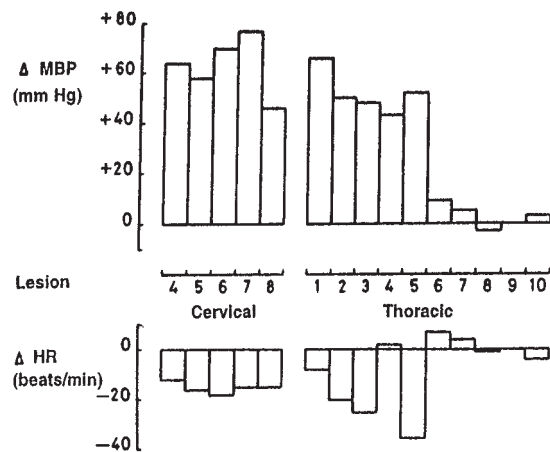 +80
Δ MBP
+60
(mm Hg)
+40
+20
0
Lesion
4 5 6 7 8
1 2 3 4 5 6 7 8 9 10
Cervical
Thoracic
0
Δ HR
(beats/min)
−20
−40